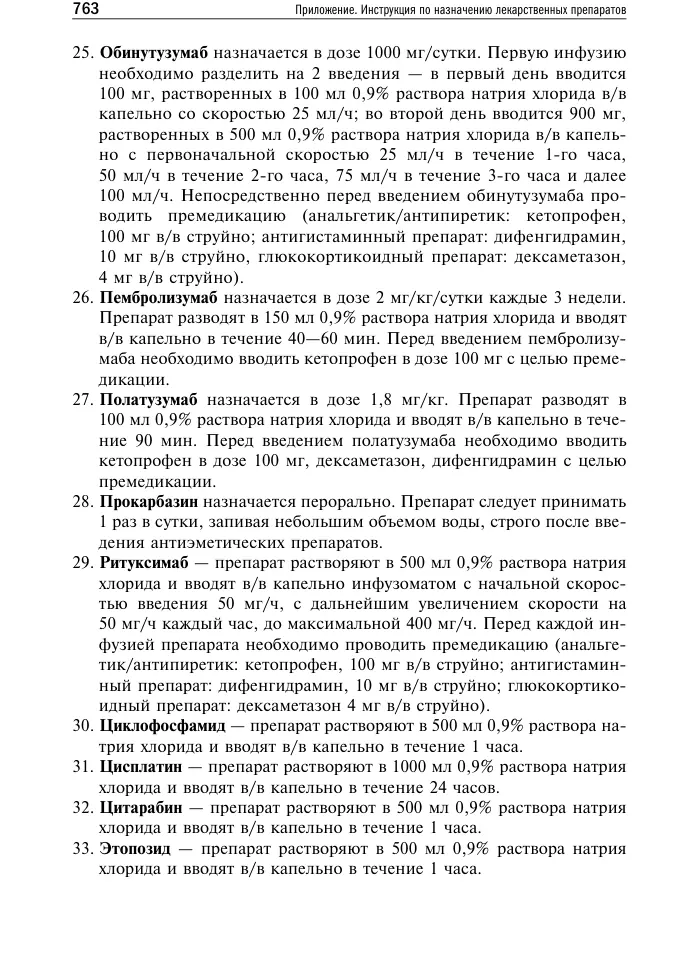 763
Приложение. Инструкция по назначению лекарственных препаратов
25. Обинутузумаб назначается в дозе 1000 мг/сутки. Первую инфузию
необходимо разделить на 2 введения — в первый день вводится
100 мг, растворенных в 100 мл 0,9% раствора натрия хлорида в/в
капельно со скоростью 25 мл/ч; во второй день вводится 900 мг,
растворенных в 500 мл 0,9% раствора натрия хлорида в/в капель-
но с первоначальной скоростью 25 мл/ч в течение 1-го часа,
50 мл/ч в течение 2-го часа, 75 мл/ч в течение 3-го часа и далее
100 мл/ч. Непосредственно перед введением обинутузумаба про-
водить премедикацию (анальгетик/антипиретик: кетопрофен,
100 мг в/в струйно; антигистаминный препарат: дифенгидрамин,
10 мг в/в струйно, глюкокортикоидный препарат: дексаметазон,
4 мг в/в струйно).
26. Пембролизумаб назначается в дозе 2 мг/кг/сутки каждые 3 недели.
Препарат разводят в 150 мл 0,9% раствора натрия хлорида и вводят
в/в капельно в течение 40—60 мин. Перед введением пембролизу-
маба необходимо вводить кетопрофен в дозе 100 мг с целью преме-
дикации.
27. Полатузумаб назначается в дозе 1,8 мг/кг. Препарат разводят в
100 мл 0,9% раствора натрия хлорида и вводят в/в капельно в тече-
ние 90 мин. Перед введением полатузумаба необходимо вводить
кетопрофен в дозе 100 мг, дексаметазон, дифенгидрамин с целью
премедикации.
28. Прокарбазин назначается перорально. Препарат следует принимать
1 раз в сутки, запивая небольшим объемом воды, строго после вве-
дения антиэметических препаратов.
29. Ритуксимаб — препарат растворяют в 500 мл 0,9% раствора натрия
хлорида и вводят в/в капельно инфузоматом с начальной скорос-
тью введения 50 мг/ч, с дальнейшим увеличением скорости на
50 мг/ч каждый час, до максимальной 400 мг/ч. Перед каждой ин-
фузией препарата необходимо проводить премедикацию (анальге-
тик/антипиретик: кетопрофен, 100 мг в/в струйно; антигистамин-
ный препарат: дифенгидрамин, 10 мг в/в струйно; глюкокортико-
идный препарат: дексаметазон 4 мг в/в струйно).
30. Циклофосфамид — препарат растворяют в 500 мл 0,9% раствора на-
трия хлорида и вводят в/в капельно в течение 1 часа.
31. Цисплатин — препарат растворяют в 1000 мл 0,9% раствора натрия
хлорида и вводят в/в капельно в течение 24 часов.
32. Цитарабин — препарат растворяют в 500 мл 0,9% раствора натрия
хлорида и вводят в/в капельно в течение 1 часа.
33. Этопозид — препарат растворяют в 500 мл 0,9% раствора натрия
хлорида и вводят в/в капельно в течение 1 часа.